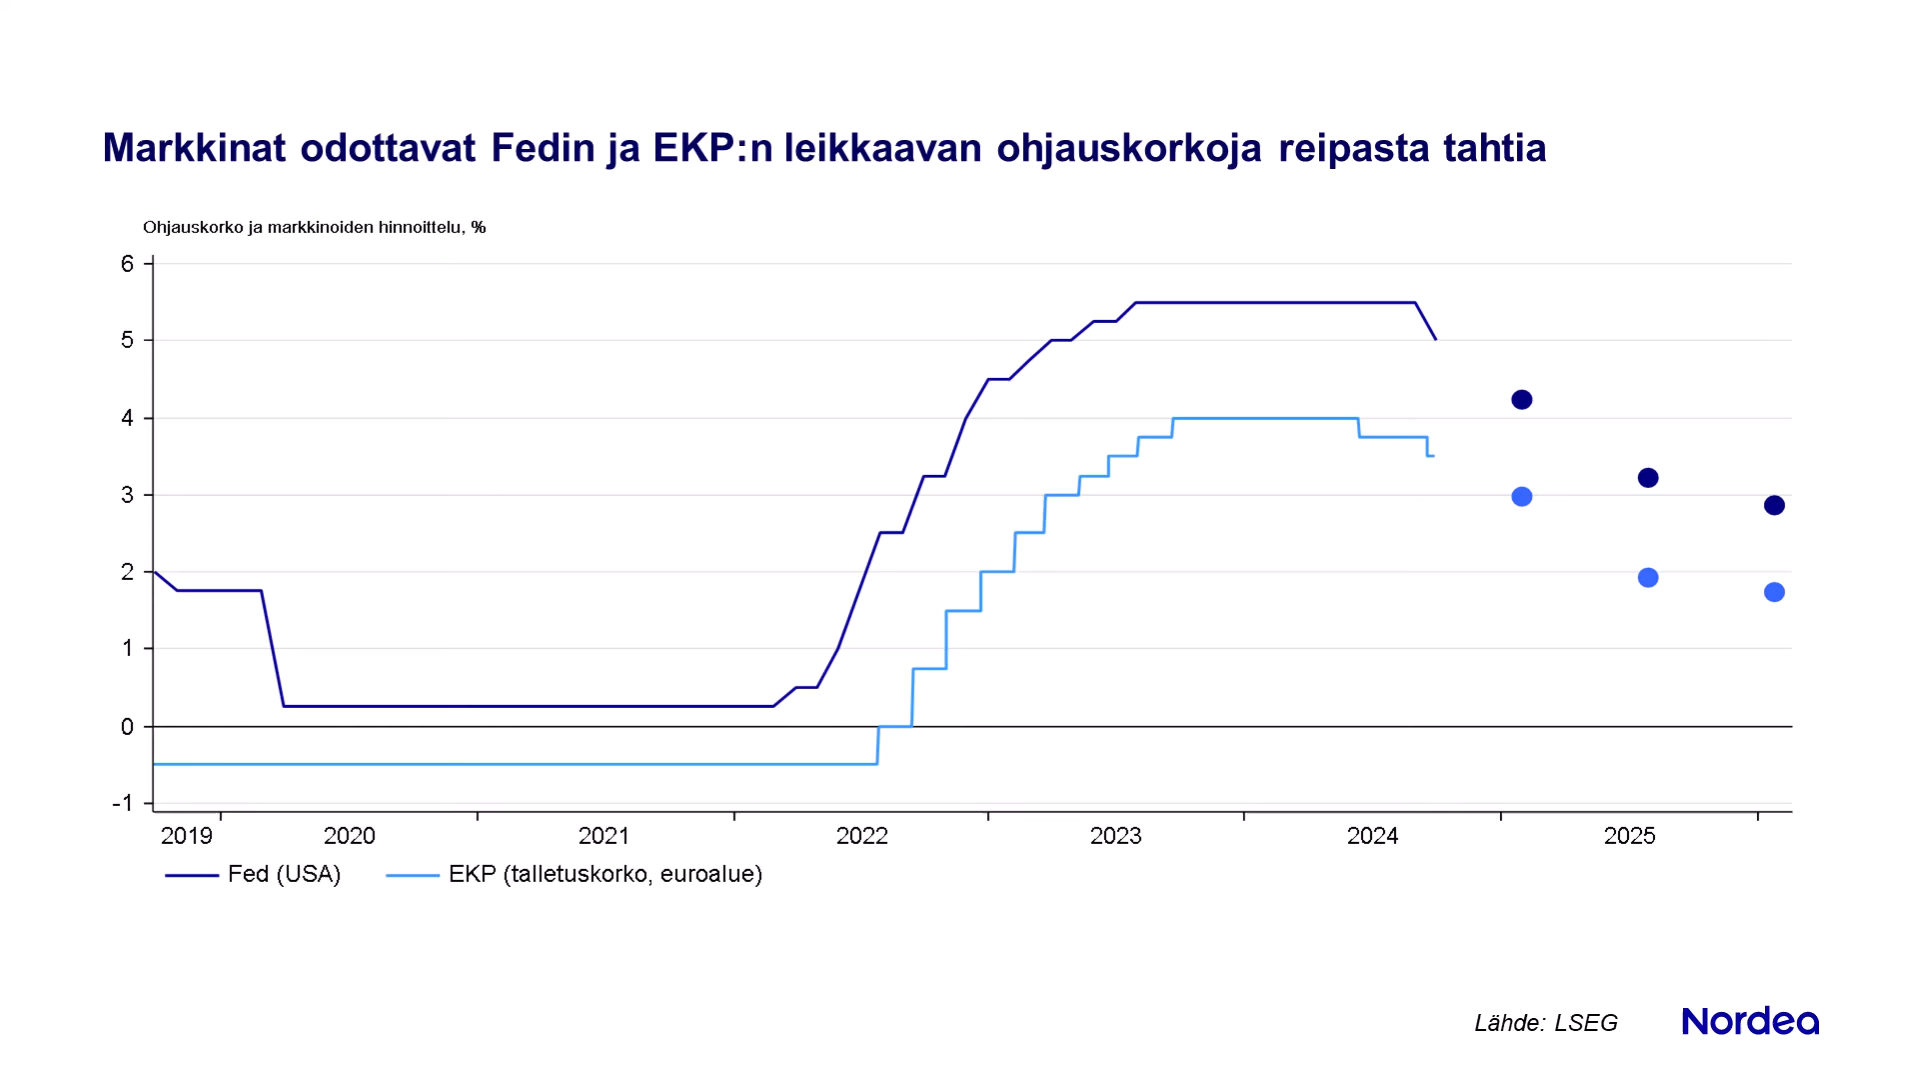 Markkinat odottavat Fedin ja EKP:n leikkaavan ohjauskorkoja reipasta tahtia
Ohjauskorko ja markkinoiden hinnoittelu, %
6
5
4
3
2
1
0
-1
2019 2020 2021 2022 2023 2024 2025
Fed (USA) EKP (talletuskorko, euroalue)
Lähde: LSEG Nordea